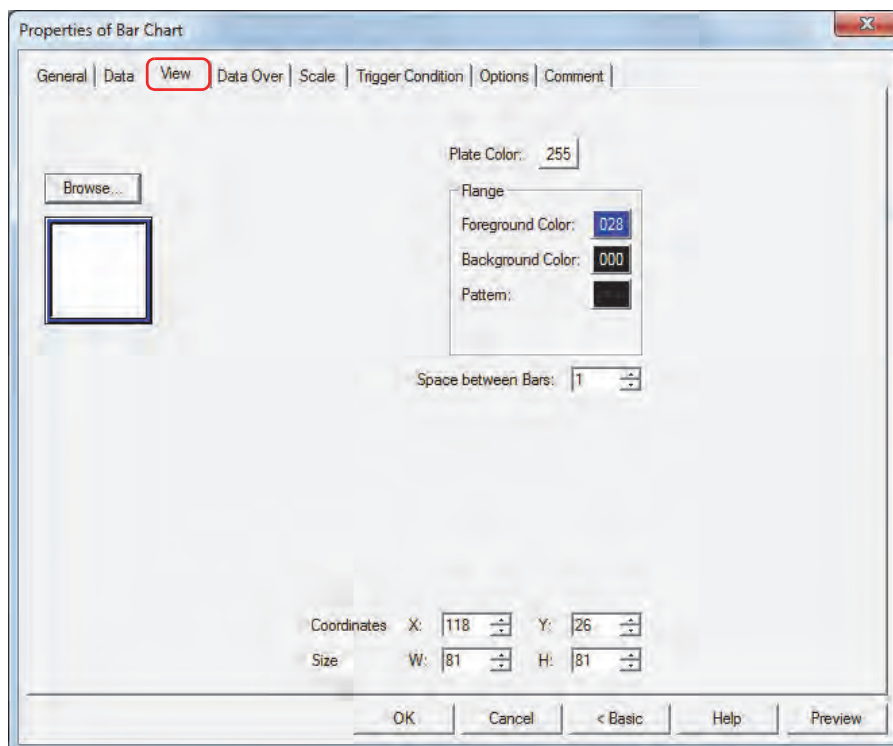 Properties of Bar Chart
General Data View Data Over Scale Trigger Condition Options Comment
Plate Color: 255
Browse...
Flange
Foreground Color: 028
Background Color: 000
Pattern:
Space between Bars: 1
Coordinates X: 118 Y: 26
Size W: 81 H: 81
OK Cancel < Basic Help Preview